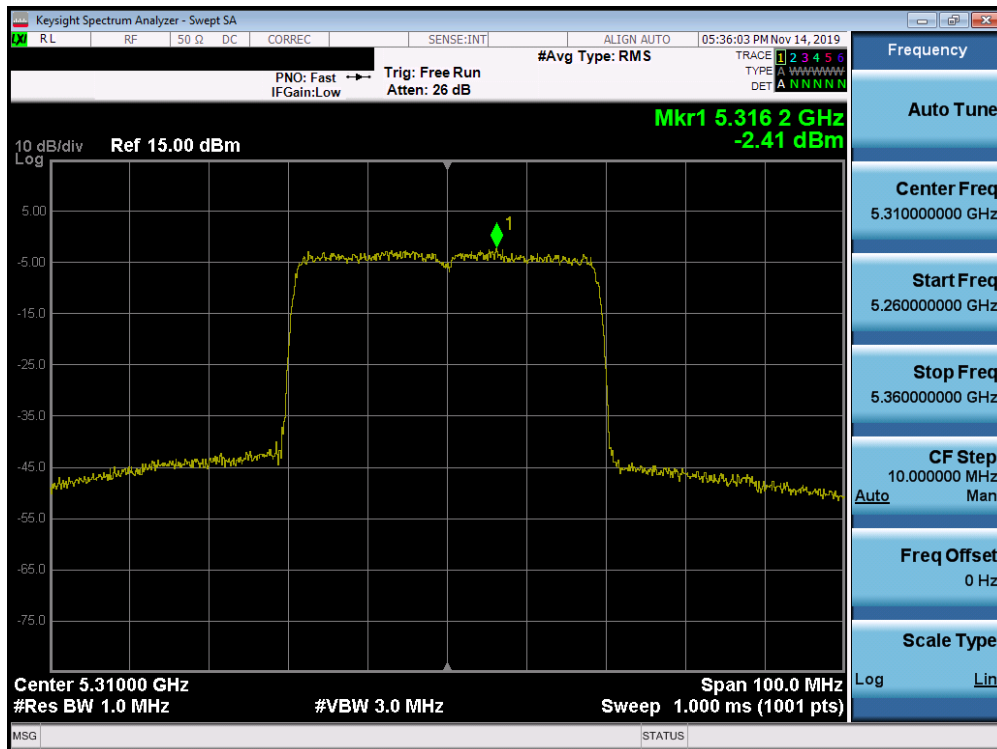 Keysight Spectrum Analyzer - Swept SA
LXI RL RF 50 Ω DC CORREC SENSE:INT ALIGN AUTO 05:36:03 PM Nov 14, 2019
#Avg Type: RMS TRACE 1 2 3 4 5 6
PNO: Fast Trig: Free Run TYPE A WWWWW
IFGain:Low Atten: 26 dB DET A N N N N N
Mkr1 5.316 2 GHz
-2.41 dBm
10 dB/div Ref 15.00 dBm
Log
1
5.00
-5.00
-15.0
-25.0
-35.0
-45.0
-55.0
-65.0
-75.0
Center 5.31000 GHz Span 100.0 MHz
#Res BW 1.0 MHz #VBW 3.0 MHz Sweep 1.000 ms (1001 pts)
MSG STATUS
Frequency
Auto Tune
Center Freq
5.310000000 GHz
Start Freq
5.260000000 GHz
Stop Freq
5.360000000 GHz
CF Step
10.000000 MHz
Auto Man
Freq Offset
0 Hz
Scale Type
Log Lin